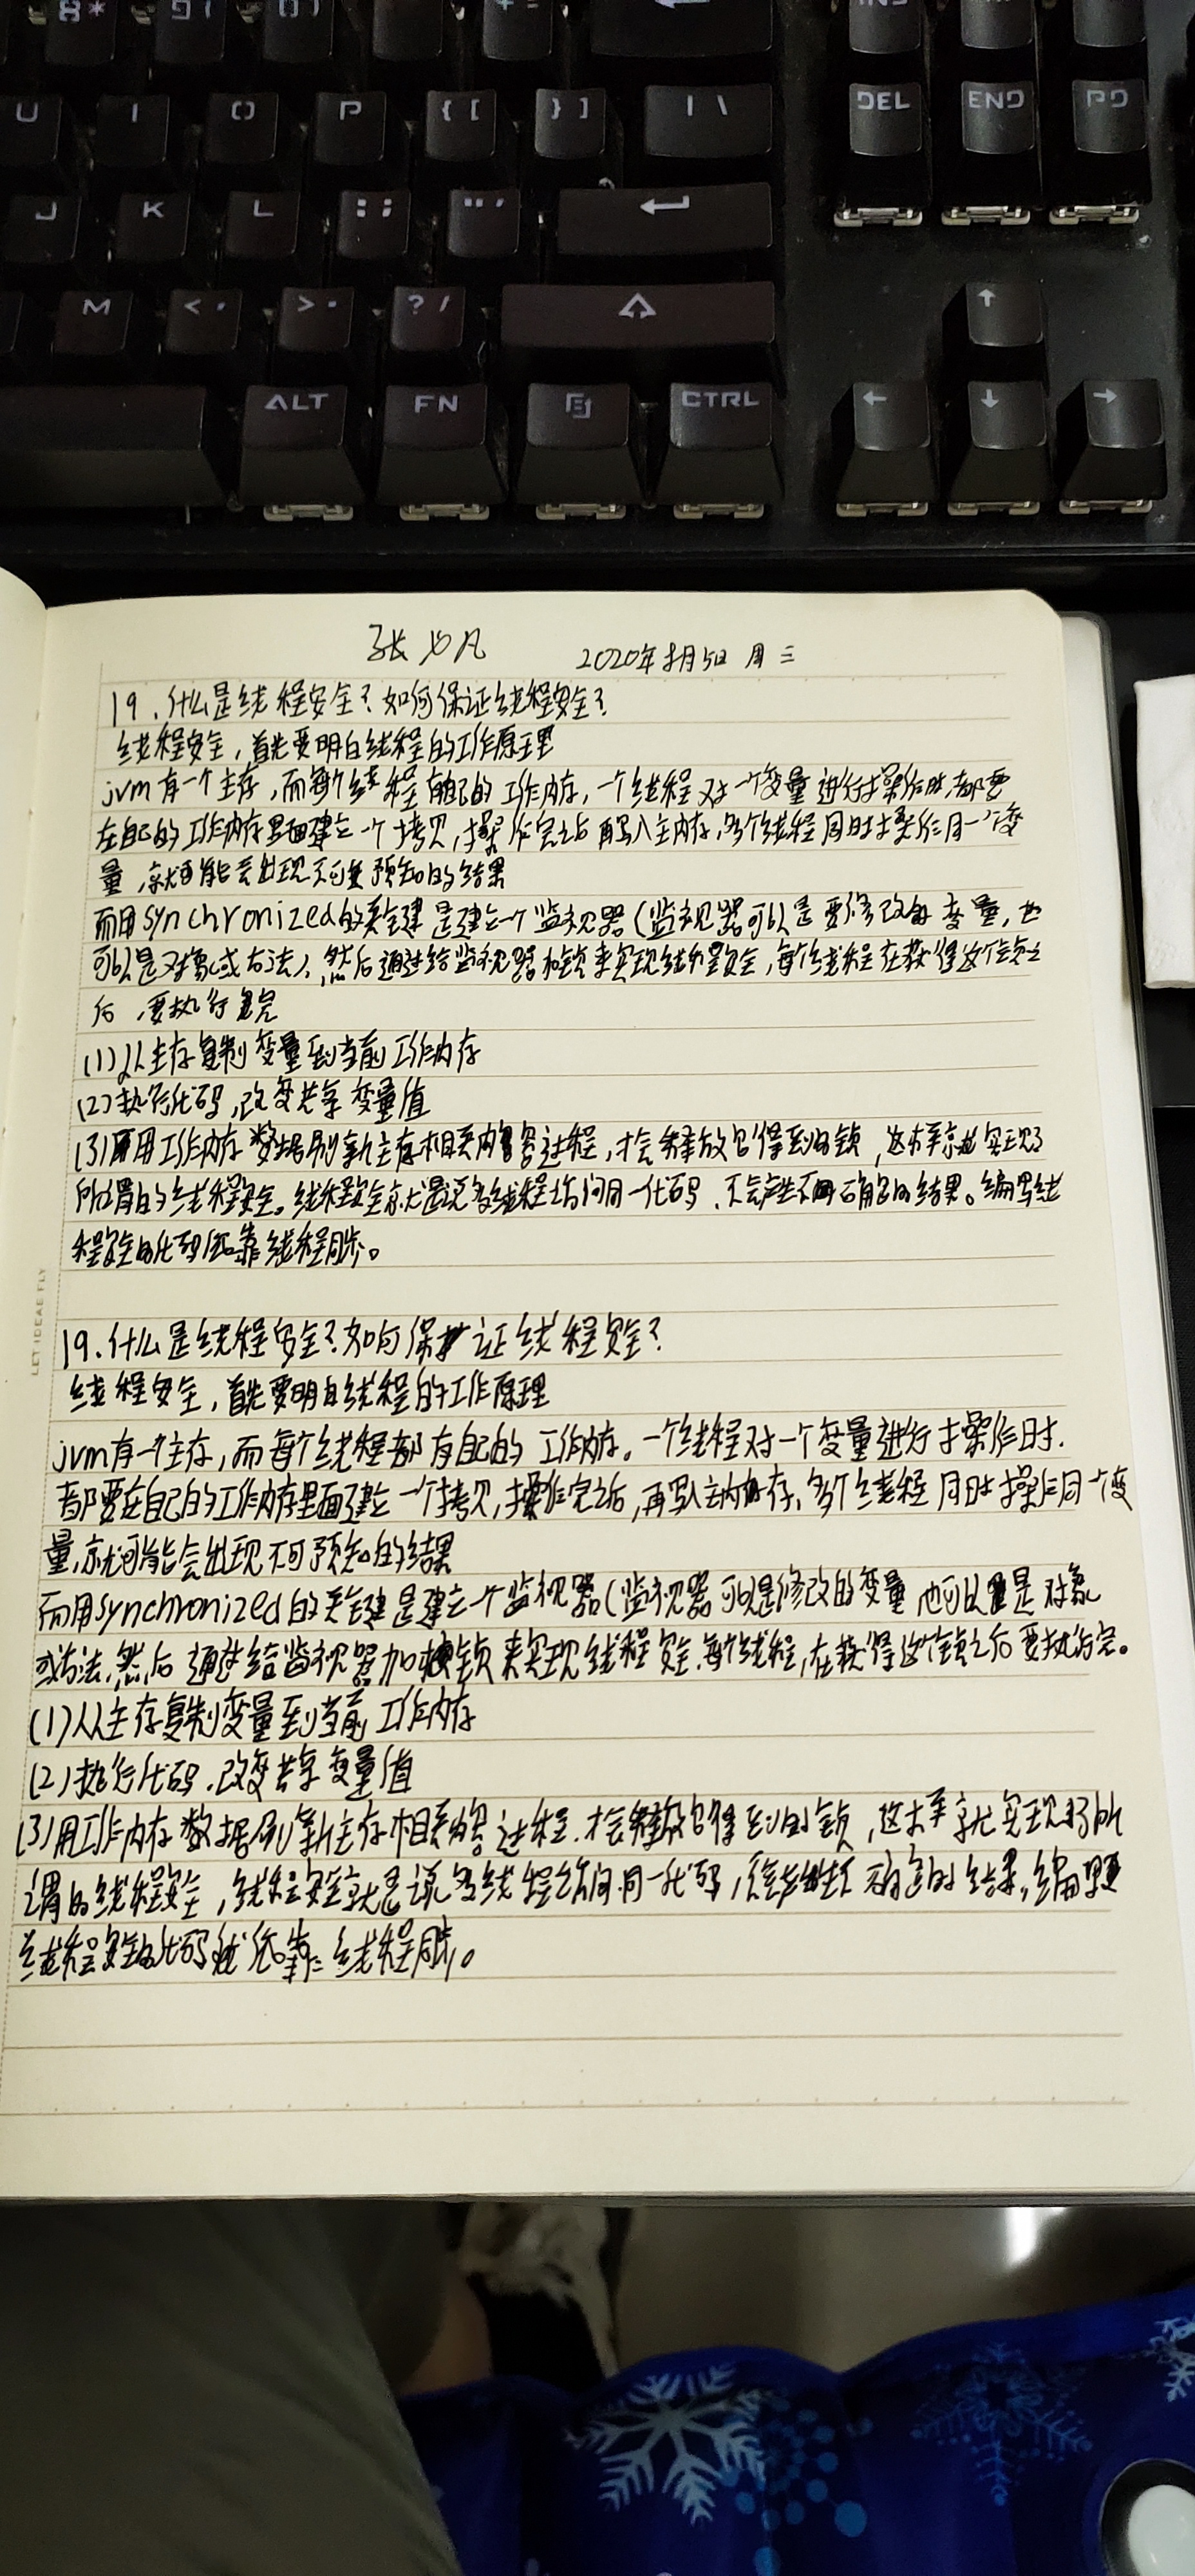 8* 9( 0) + =
INS
U I O P { [ } ] | \ DEL END PD
J K L : ; " '
M < , > . ? /
ALT FN CTRL
张 凡 2020年8月5日 周三
19.什么是线程安全?如何保证线程安全?
线程安全,首先要明白线程的工作原理
jvm有一个主存,而每个线程有自己的工作内存,一个线程对一个变量进行操作时,都要
在自己的工作内存里面建立一个拷贝,操作完之后再写入主内存,多个线程同时操作同一个变
量,就可能会出现不可预知的结果
而用synchronized的关键是建立一个监视器(监视器可以是要修改的变量,也
可以是对象或方法),然后通过给监视器加锁来实现线程安全,每个线程在获得这个锁之
后,要执行完
(1)从主存复制变量到当前工作内存
(2)执行代码,改变共享变量值
(3)用工作内存数据刷新主存相关内容过程,才会释放它得到的锁,这样就实现了
所谓的线程安全。线程安全就是说多线程访问同一代码,不会产生不确定的结果。编写线
程安全的代码依靠线程同步。
LET IDEAS FLY
19.什么是线程安全?如何保证线程安全?
线程安全,首先要明白线程的工作原理
jvm有一个主存,而每个线程都有自己的工作内存。一个线程对一个变量进行操作时.
都要在自己的工作内存里面建立一个拷贝,操作完之后,再写入主内存,多个线程同时操作同一个变
量,就可能会出现不可预知的结果
而用synchronized的关键是建立一个监视器(监视器可以是修改的变量也可以是对象
或方法,然后通过给监视器加锁来实现线程安全,每个线程,在获得这个锁之后要执行完。
(1)从主存复制变量到当前工作内存
(2)执行代码.改变共享变量值
(3)用工作内存数据刷新主存相关内容过程.才会释放它得到的锁,这样就实现了所
谓的线程安全,线程安全就是说多线程访问同一代码,不确定的结果,编写
线程安全的代码依靠线程同步。